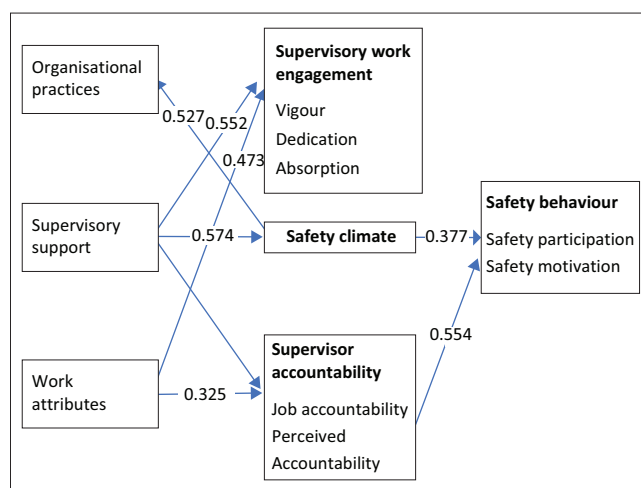 Organisational
practices
Supervisory work
engagement
Vigour
Dedication
Absorption
0.527
0.552
0.473
Supervisory
support
0.574
Safety climate
0.377
Safety behaviour
Safety participation
Safety motivation
0.554
Work
attributes
0.325
Supervisor
accountability
Job accountability
Perceived
Accountability